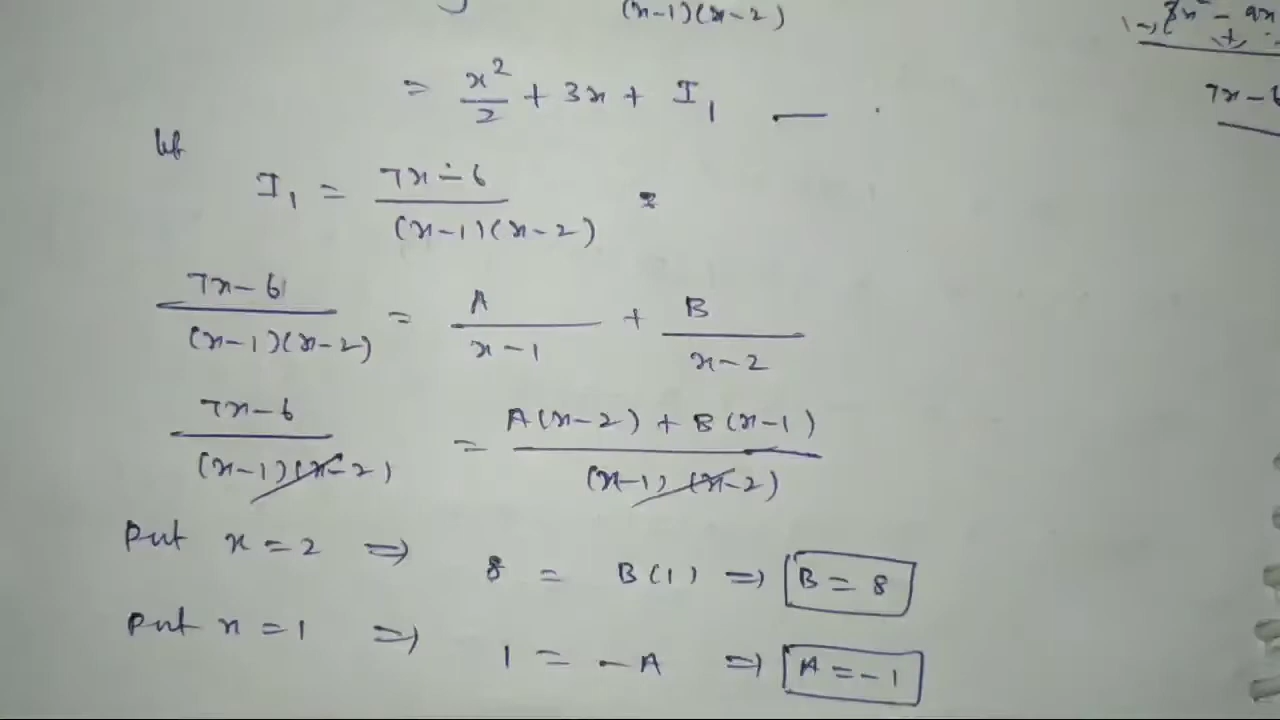 (x-1)(x-2)
= x²/2 + 3x + I₁ —
let
I₁ = 7x-6 / (x-1)(x-2)
7x-6 / (x-1)(x-2) = A / x-1 + B / x-2
7x-6 / (x-1)(x-2) = A(x-2) + B(x-1) / (x-1)(x-2)
Put x = 2 ⇒ 8 = B(1) ⇒ B = 8
Put x = 1 ⇒ 1 = -A ⇒ A = -1
7x-6